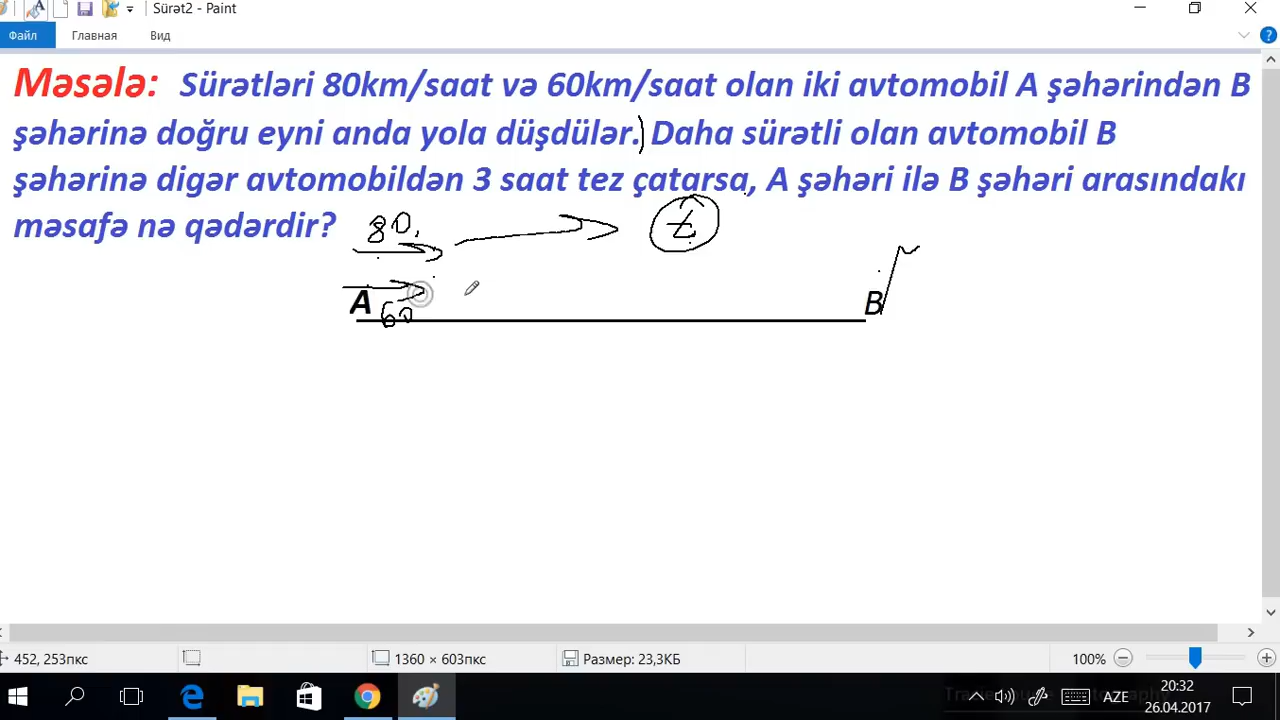 Sürət2 - Paint
Файл Главная Вид
Məsələ: Sürətləri 80km/saat və 60km/saat olan iki avtomobil A şəhərindən B
şəhərinə doğru eyni anda yola düşdülər. Daha sürətli olan avtomobil B
şəhərinə digər avtomobildən 3 saat tez çatarsa, A şəhəri ilə B şəhəri arasındakı
məsafə nə qədərdir?
80
t
A B
60
452, 253пкс 1360 × 603пкс Размер: 23,3КБ 100%
20:32
AZE
26.04.2017